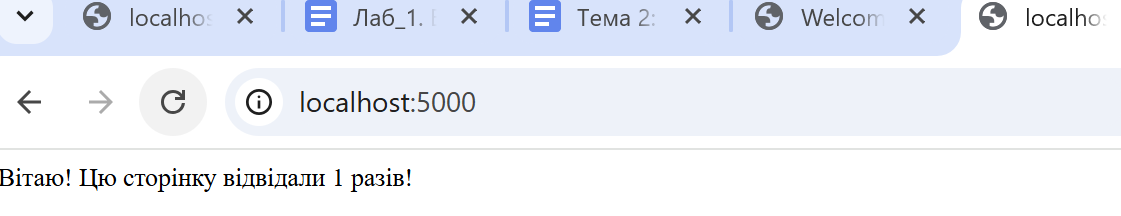 localhos
Лаб_1.
Тема 2:
Welcom
localhos
localhost:5000
Вітаю! Цю сторінку відвідали 1 разів!